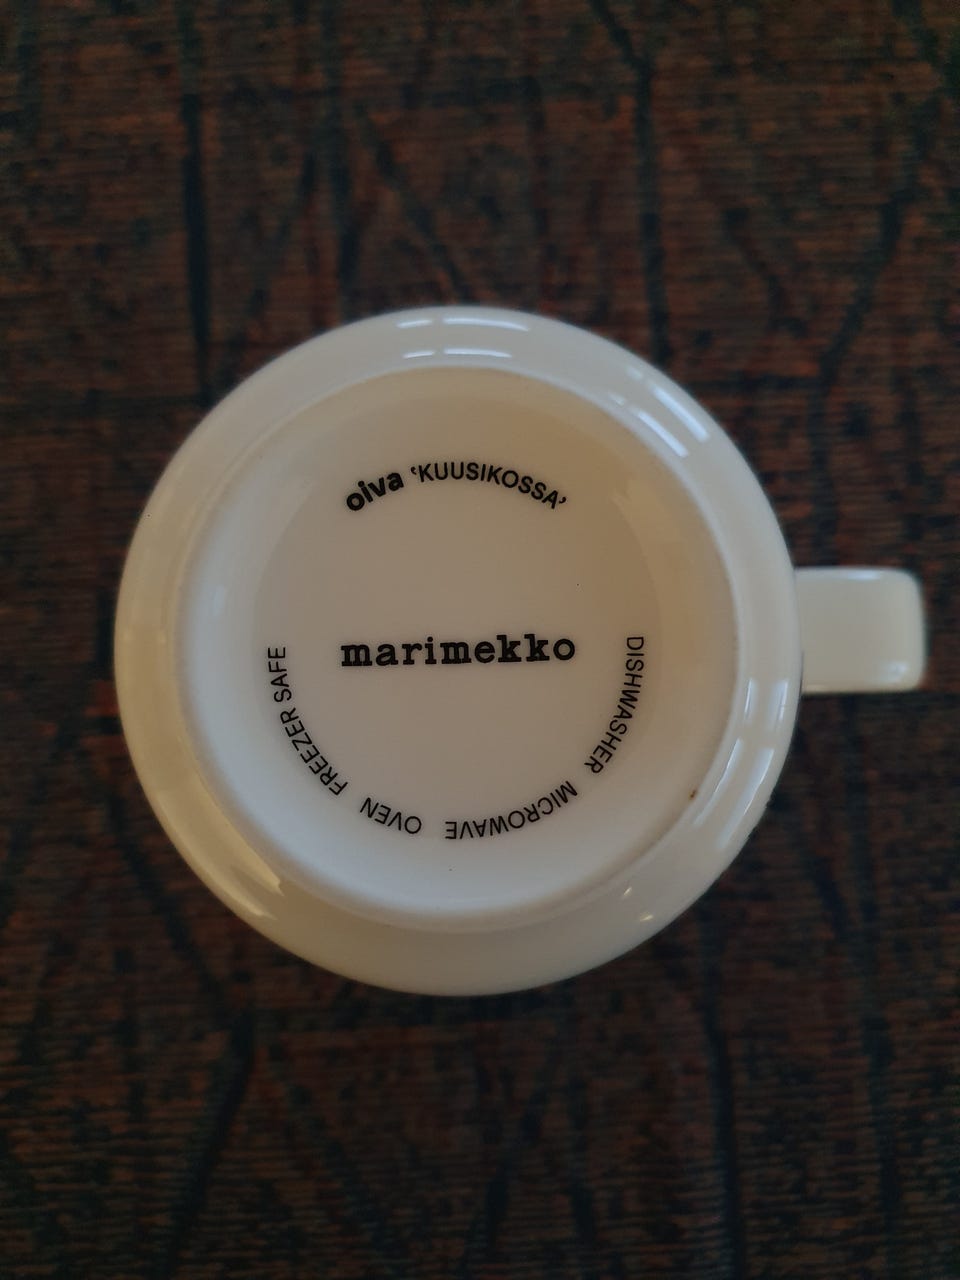 oiva ‘KUUSIKOSSA’
marimekko
DISHWASHER MICROWAVE OVEN FREEZER SAFE